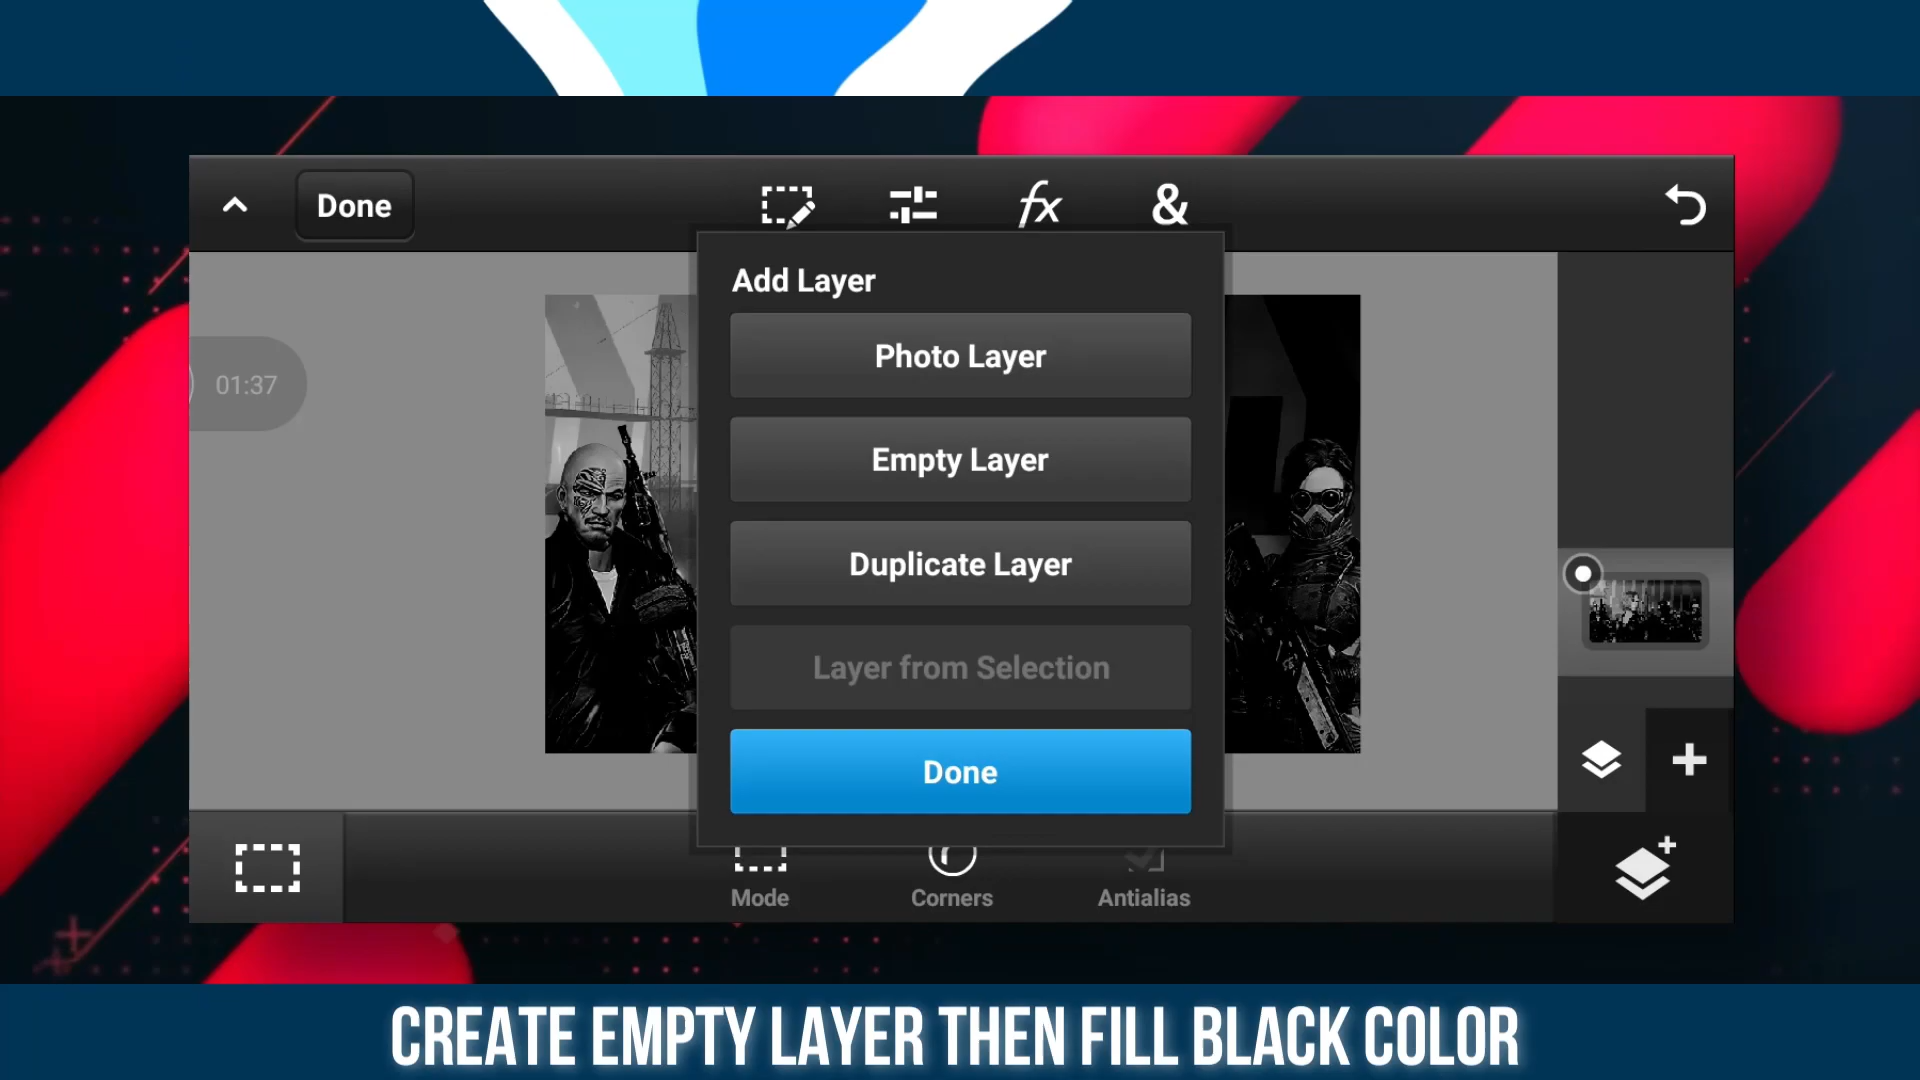 Done
fx
&
Add Layer
Photo Layer
01:37
Empty Layer
Duplicate Layer
Layer from Selection
Done
Mode
Corners
Antialias
CREATE EMPTY LAYER THEN FILL BLACK COLOR